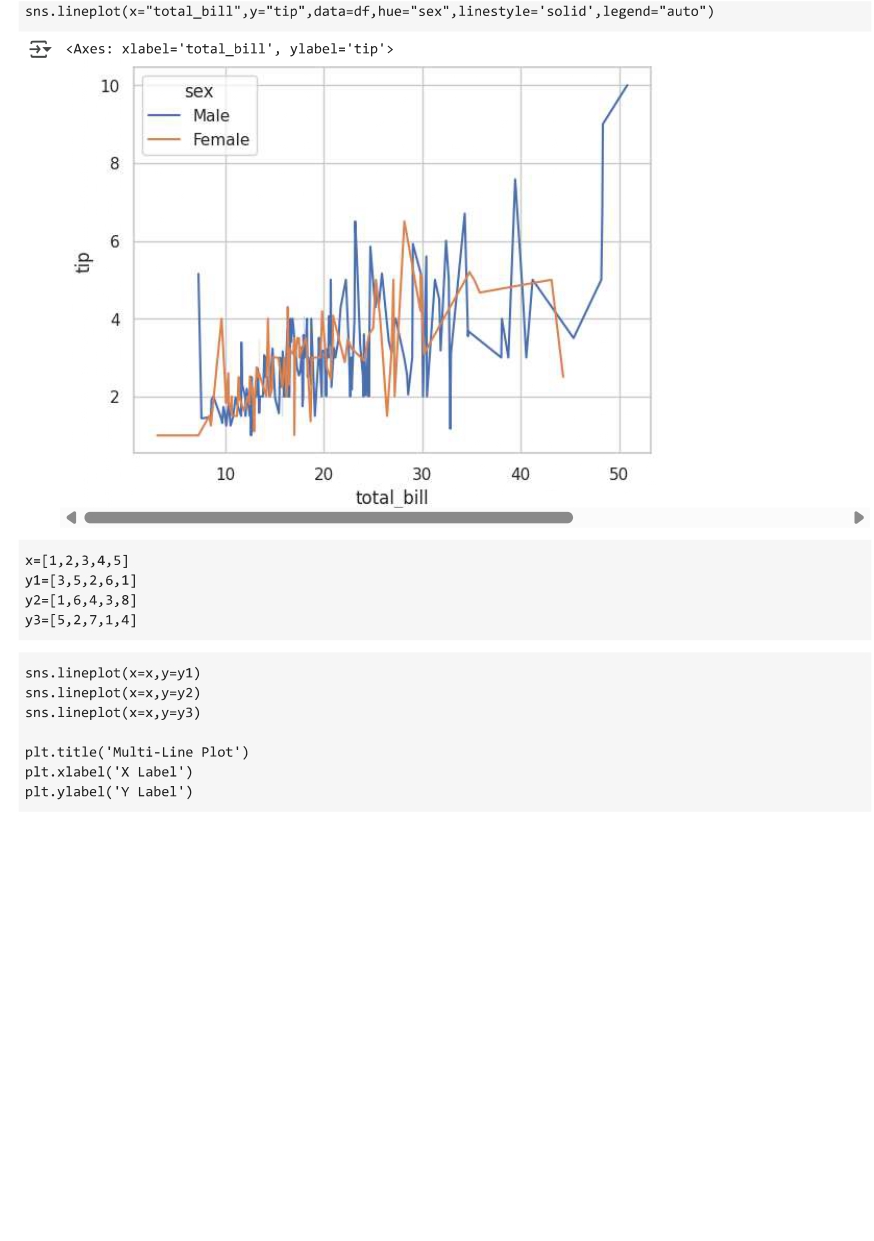 sns.lineplot(x="total_bill",y="tip",data=df,hue="sex",linestyle='solid',legend="auto")
<Axes: xlabel='total_bill', ylabel='tip'>
sex
Male
Female
10
8
6
4
2
tip
10 20 30 40 50
total_bill
x=[1,2,3,4,5]
y1=[3,5,2,6,1]
y2=[1,6,4,3,8]
y3=[5,2,7,1,4]
sns.lineplot(x=x,y=y1)
sns.lineplot(x=x,y=y2)
sns.lineplot(x=x,y=y3)
plt.title('Multi-Line Plot')
plt.xlabel('X Label')
plt.ylabel('Y Label')